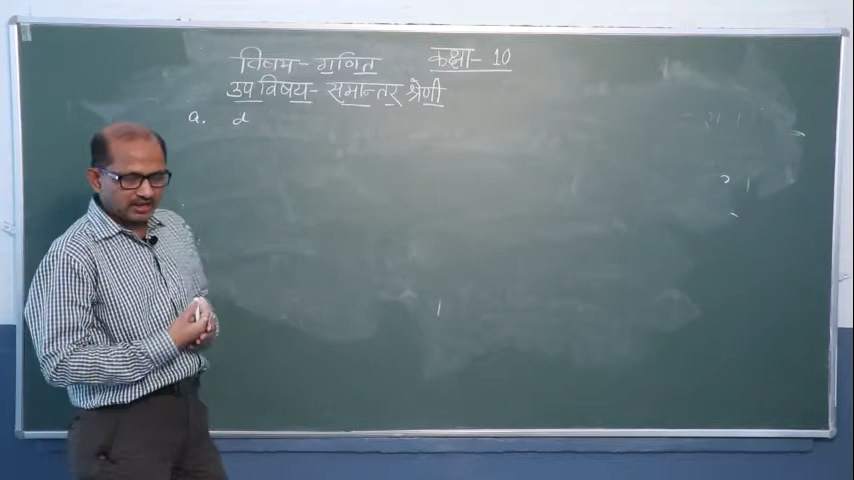 विषय- गणित कक्षा- 10
उप विषय- समान्तर श्रेणी
a. d